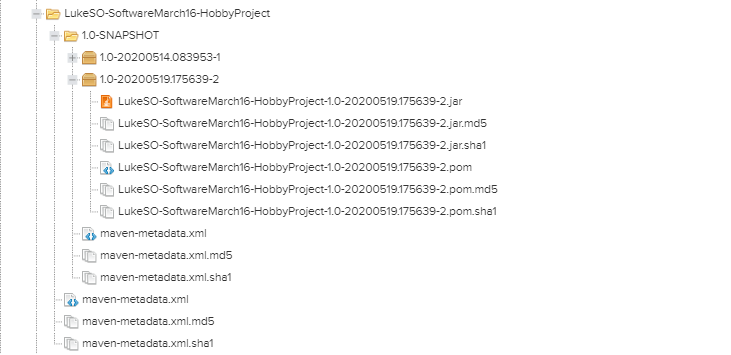 LukeSO-SoftwareMarch16-HobbyProject
1.0-SNAPSHOT
1.0-20200514.083953-1
1.0-20200519.175639-2
LukeSO-SoftwareMarch16-HobbyProject-1.0-20200519.175639-2.jar
LukeSO-SoftwareMarch16-HobbyProject-1.0-20200519.175639-2.jar.md5
LukeSO-SoftwareMarch16-HobbyProject-1.0-20200519.175639-2.jar.sha1
LukeSO-SoftwareMarch16-HobbyProject-1.0-20200519.175639-2.pom
LukeSO-SoftwareMarch16-HobbyProject-1.0-20200519.175639-2.pom.md5
LukeSO-SoftwareMarch16-HobbyProject-1.0-20200519.175639-2.pom.sha1
maven-metadata.xml
maven-metadata.xml.md5
maven-metadata.xml.sha1
maven-metadata.xml
maven-metadata.xml.md5
maven-metadata.xml.sha1